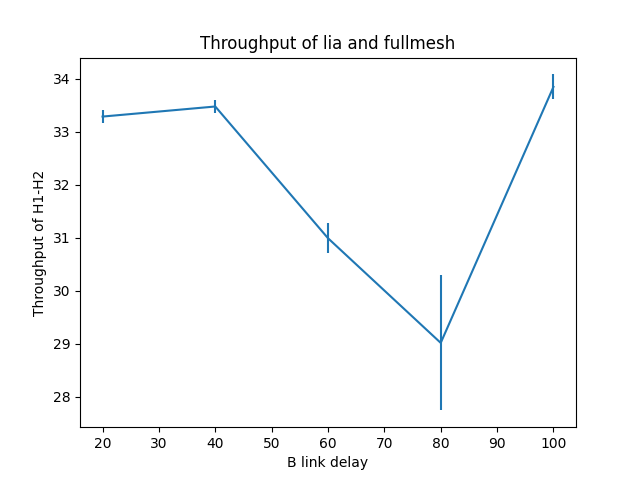 Throughput of lia and fullmesh
34
33
32
31
30
29
28
Throughput of H1-H2
20 30 40 50 60 70 80 90 100
B link delay